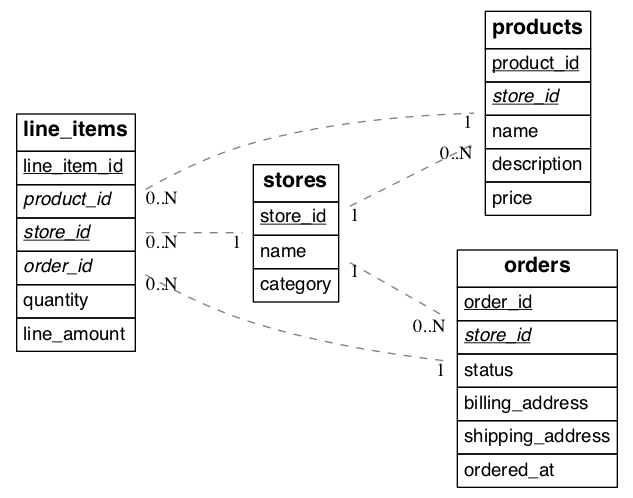 products
product_id
store_id
name
description
price
line_items
line_item_id
product_id
store_id
order_id
quantity
line_amount
stores
store_id
name
category
orders
order_id
store_id
status
billing_address
shipping_address
ordered_at
0..N
1
0..N
1
0..N
1
0..N
1
0..N
1